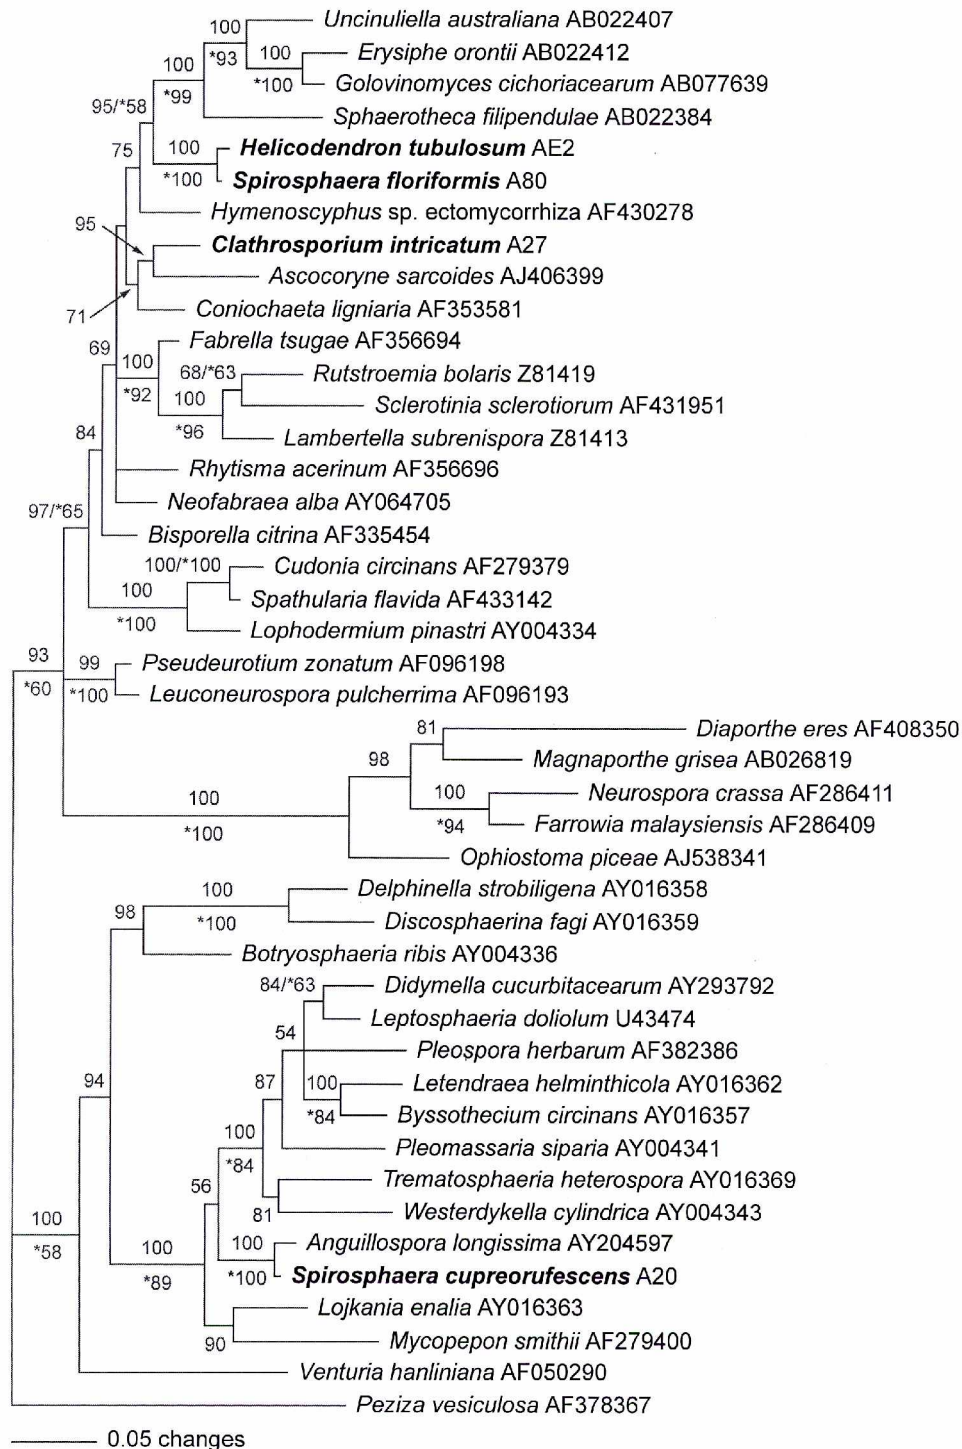 Uncinuliella australiana AB022407
100
Erysiphe orontii AB022412
100
*93
Golovinomyces cichoriacearum AB077639
100
*100
*99
95/*58
Sphaerotheca filipendulae AB022384
100
Helicodendron tubulosum AE2
75
*100
Spirosphaera floriformis A80
Hymenoscyphus sp. ectomycorrhiza AF430278
95
Clathrosporium intricatum A27
Ascocoryne sarcoides AJ406399
71
Coniochaeta ligniaria AF353581
Fabrella tsugae AF356694
69
100
68/*63
Rutstroemia bolaris Z81419
*92
100
Sclerotinia sclerotiorum AF431951
84
*96
Lambertella subrenispora Z81413
Rhytisma acerinum AF356696
Neofabraea alba AY064705
97/*65
Bisporella citrina AF335454
100/*100
Cudonia circinans AF279379
100
Spathularia flavida AF433142
*100
Lophodermium pinastri AY004334
93
99
Pseudeurotium zonatum AF096198
*60
*100
Leuconeurospora pulcherrima AF096193
81
Diaporthe eres AF408350
98
Magnaporthe grisea AB026819
100
100
Neurospora crassa AF286411
*100
*94
Farrowia malaysiensis AF286409
Ophiostoma piceae AJ538341
100
Delphinella strobiligena AY016358
98
*100
Discosphaerina fagi AY016359
Botryosphaeria ribis AY004336
84/*63
Didymella cucurbitacearum AY293792
Leptosphaeria doliolum U43474
54
Pleospora herbarum AF382386
94
87
100
Letendraea helminthicola AY016362
*84
Byssothecium circinans AY016357
100
Pleomassaria siparia AY004341
*84
Trematosphaeria heterospora AY016369
56
81
Westerdykella cylindrica AY004343
100
100
100
Anguillospora longissima AY204597
*58
*89
*100
Spirosphaera cupreorufescens A20
Lojkania enalia AY016363
90
Mycopepon smithii AF279400
Venturia hanliniana AF050290
Peziza vesiculosa AF378367
0.05 changes